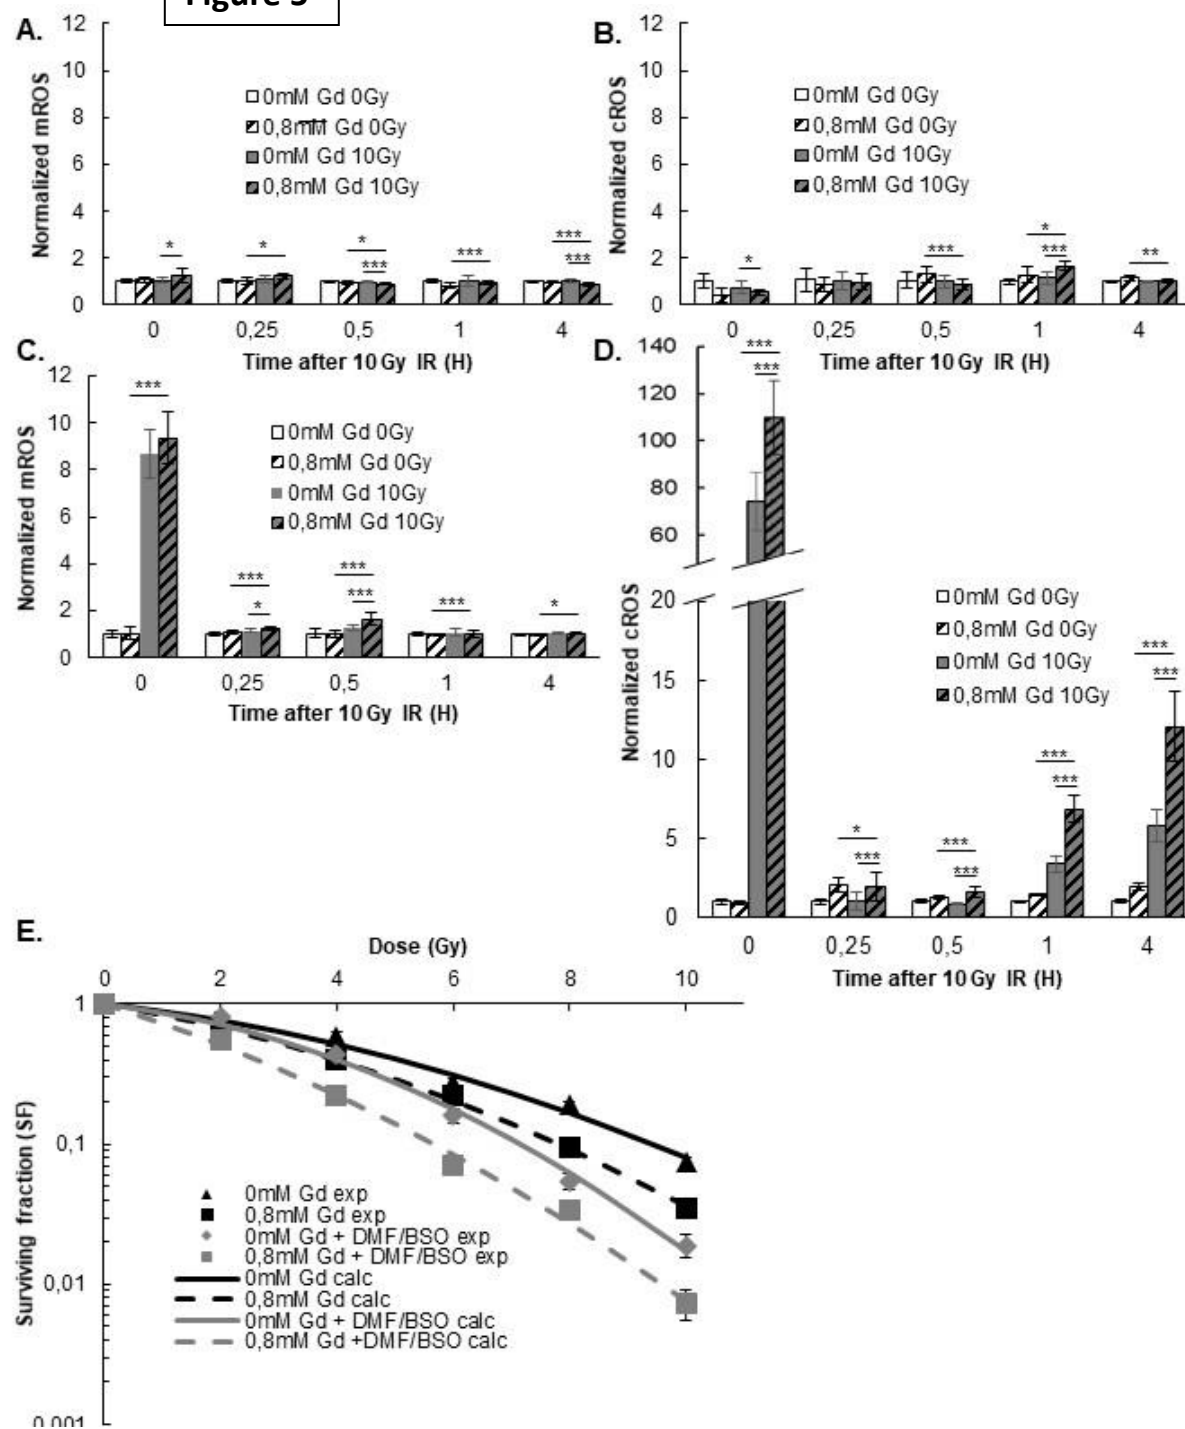 Figure 5
A.
12
10
8
6
4
2
0
Normalized mROS
0mM Gd 0Gy
0,8mM Gd 0Gy
0mM Gd 10Gy
0,8mM Gd 10Gy
* * * *** *** *** ***
0 0,25 0,5 1 4
Time after 10 Gy IR (H)
B.
12
10
8
6
4
2
0
Normalized cROS
0mM Gd 0Gy
0,8mM Gd 0Gy
0mM Gd 10Gy
0,8mM Gd 10Gy
* *** * *** **
0 0,25 0,5 1 4
Time after 10 Gy IR (H)
C.
12
10
8
6
4
2
0
Normalized mROS
0mM Gd 0Gy
0,8mM Gd 0Gy
0mM Gd 10Gy
0,8mM Gd 10Gy
*** *** * *** *** *** *
0 0,25 0,5 1 4
Time after 10 Gy IR (H)
D.
140
120
100
80
60
20
15
10
5
0
Normalized cROS
0mM Gd 0Gy
0,8mM Gd 0Gy
0mM Gd 10Gy
0,8mM Gd 10Gy
*** *** * *** *** *** *** *** *** ***
0 0,25 0,5 1 4
Time after 10 Gy IR (H)
E.
Dose (Gy)
0 2 4 6 8 10
1
0,1
0,01
0,001
Surviving fraction (SF)
0mM Gd exp
0,8mM Gd exp
0mM Gd + DMF/BSO exp
0,8mM Gd + DMF/BSO exp
0mM Gd calc
0,8mM Gd calc
0mM Gd + DMF/BSO calc
0,8mM Gd +DMF/BSO calc